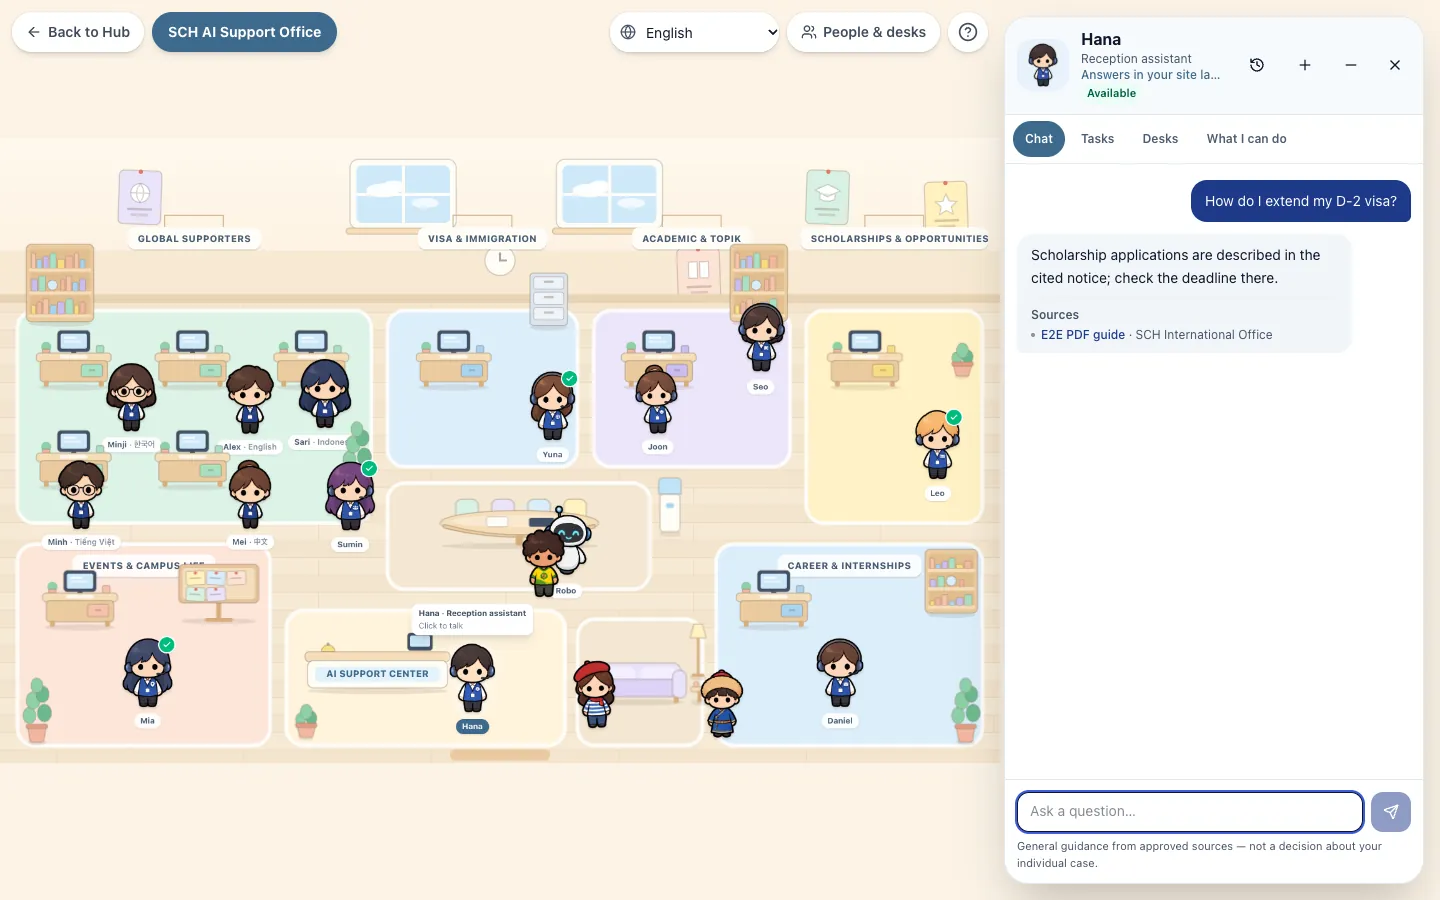 Back to Hub
SCH AI Support Office
English
People & desks
GLOBAL SUPPORTERS
VISA & IMMIGRATION
ACADEMIC & TOPIK
SCHOLARSHIPS & OPPORTUNITIES
Seo
Minji · 한국어
Alex · English
Sari · Indones
Joon
Yuna
Leo
Minh · Tiếng Việt
Mei · 中文
Sumin
EVENTS & CAMPUS LIFE
CAREER & INTERNSHIPS
Robo
Hana · Reception assistant
Click to talk
AI SUPPORT CENTER
Mia
Hana
Daniel
Hana
Reception assistant
Answers in your site la...
Available
Chat
Tasks
Desks
What I can do
How do I extend my D-2 visa?
Scholarship applications are described in the
cited notice; check the deadline there.
Sources
E2E PDF guide · SCH International Office
Ask a question...
General guidance from approved sources — not a decision about your
individual case.